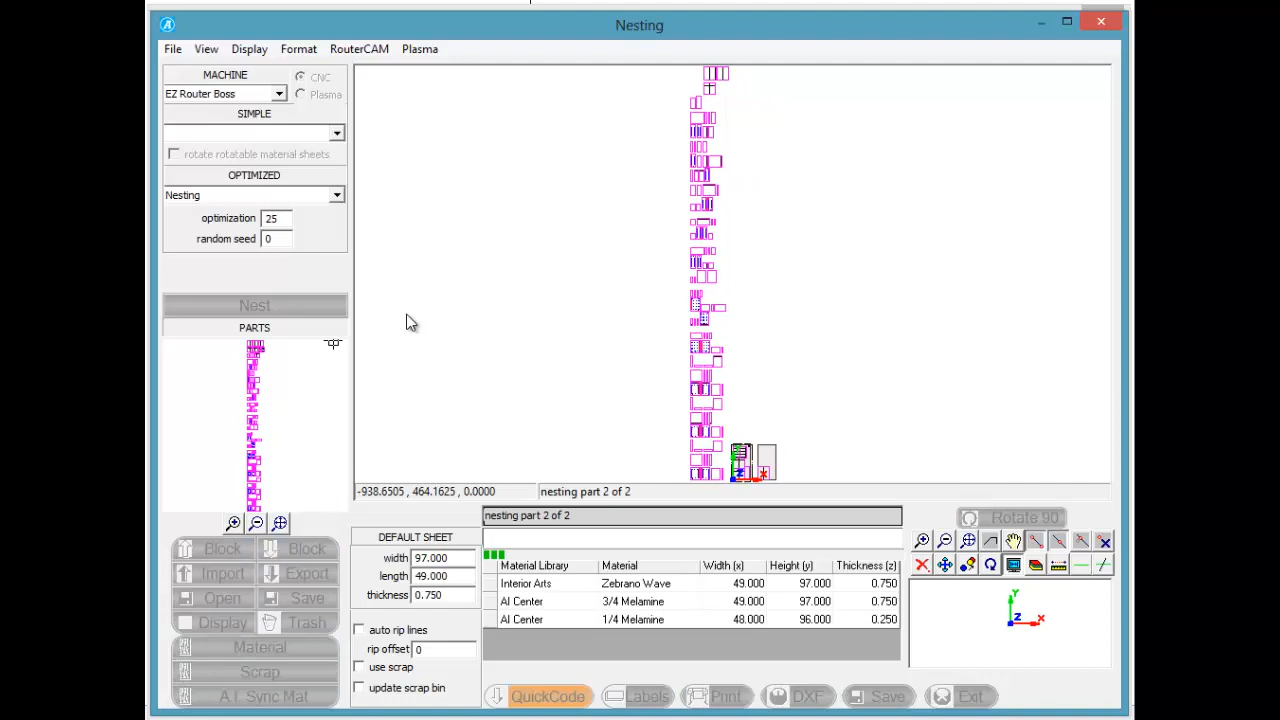 Nesting
File View Display Format RouterCAM Plasma
MACHINE
EZ Router Boss
CNC
Plasma
SIMPLE
rotate rotatable material sheets
OPTIMIZED
Nesting
optimization 25
random seed 0
Nest
PARTS
-938.6505 , 464.1625 , 0.0000
nesting part 2 of 2
nesting part 2 of 2
Block Block
Import Export
Open Save
Display Trash
Material
Scrap
A.I. Sync Mat
DEFAULT SHEET
width 97.000
length 49.000
thickness 0.750
auto rip lines
rip offset 0
use scrap
update scrap bin
Material Library Material Width (x) Height (y) Thickness (z)
Interior Arts Zebrano Wave 49.000 97.000 0.750
AI Center 3/4 Melamine 49.000 97.000 0.750
AI Center 1/4 Melamine 48.000 96.000 0.250
Rotate 90
Y
Z X
QuickCode Labels Print DXF Save Exit